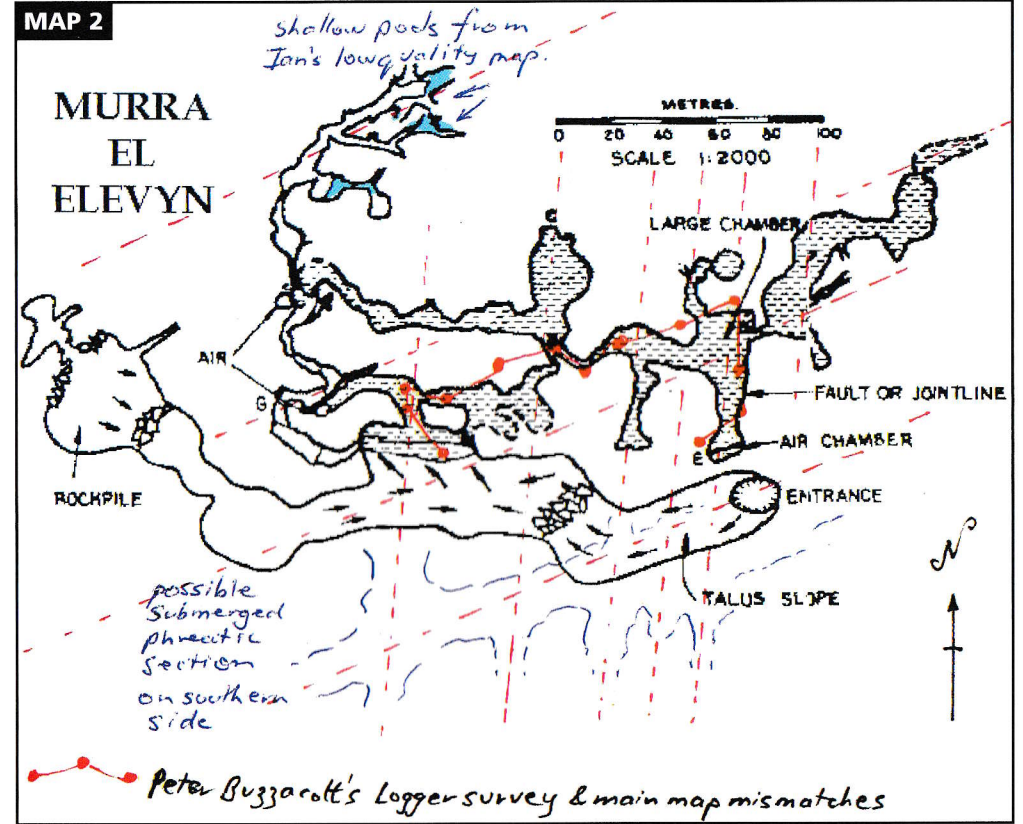 MAP 2
shallow pools from
Ian's low quality map.
MURRA
EL
ELEVYN
METRES.
0 20 40 60 80 100
SCALE 1:2000
LARGE CHAMBER
C
AIR
G
FAULT OR JOINTLINE
AIR CHAMBER
E
ROCKPILE
ENTRANCE
TALUS SLOPE
N
possible
submerged
phreatic
section
on southern
side
Peter Buzzacott's Logger survey & main map mismatches